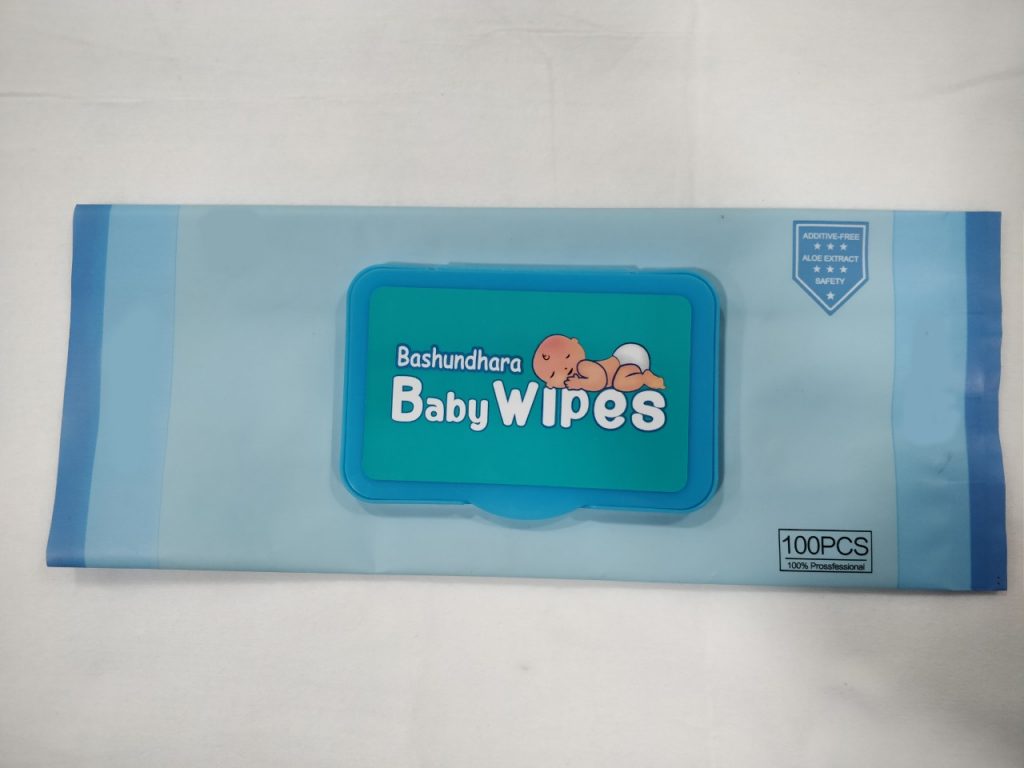 ADDITIVE-FREE
ALOE EXTRACT
SAFETY
Bashundhara
Baby Wipes
100PCS
100% Prossfessional